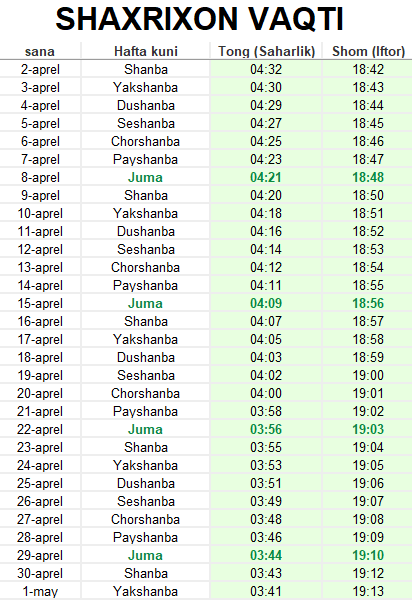 SHAXRIXON VAQTI
sana Hafta kuni Tong (Saharlik) Shom (Iftor)
2-aprel Shanba 04:32 18:42
3-aprel Yakshanba 04:30 18:43
4-aprel Dushanba 04:29 18:44
5-aprel Seshanba 04:27 18:45
6-aprel Chorshanba 04:25 18:46
7-aprel Payshanba 04:23 18:47
8-aprel Juma 04:21 18:48
9-aprel Shanba 04:20 18:50
10-aprel Yakshanba 04:18 18:51
11-aprel Dushanba 04:16 18:52
12-aprel Seshanba 04:14 18:53
13-aprel Chorshanba 04:12 18:54
14-aprel Payshanba 04:11 18:55
15-aprel Juma 04:09 18:56
16-aprel Shanba 04:07 18:57
17-aprel Yakshanba 04:05 18:58
18-aprel Dushanba 04:03 18:59
19-aprel Seshanba 04:02 19:00
20-aprel Chorshanba 04:00 19:01
21-aprel Payshanba 03:58 19:02
22-aprel Juma 03:56 19:03
23-aprel Shanba 03:55 19:04
24-aprel Yakshanba 03:53 19:05
25-aprel Dushanba 03:51 19:06
26-aprel Seshanba 03:49 19:07
27-aprel Chorshanba 03:48 19:08
28-aprel Payshanba 03:46 19:09
29-aprel Juma 03:44 19:10
30-aprel Shanba 03:43 19:12
1-may Yakshanba 03:41 19:13